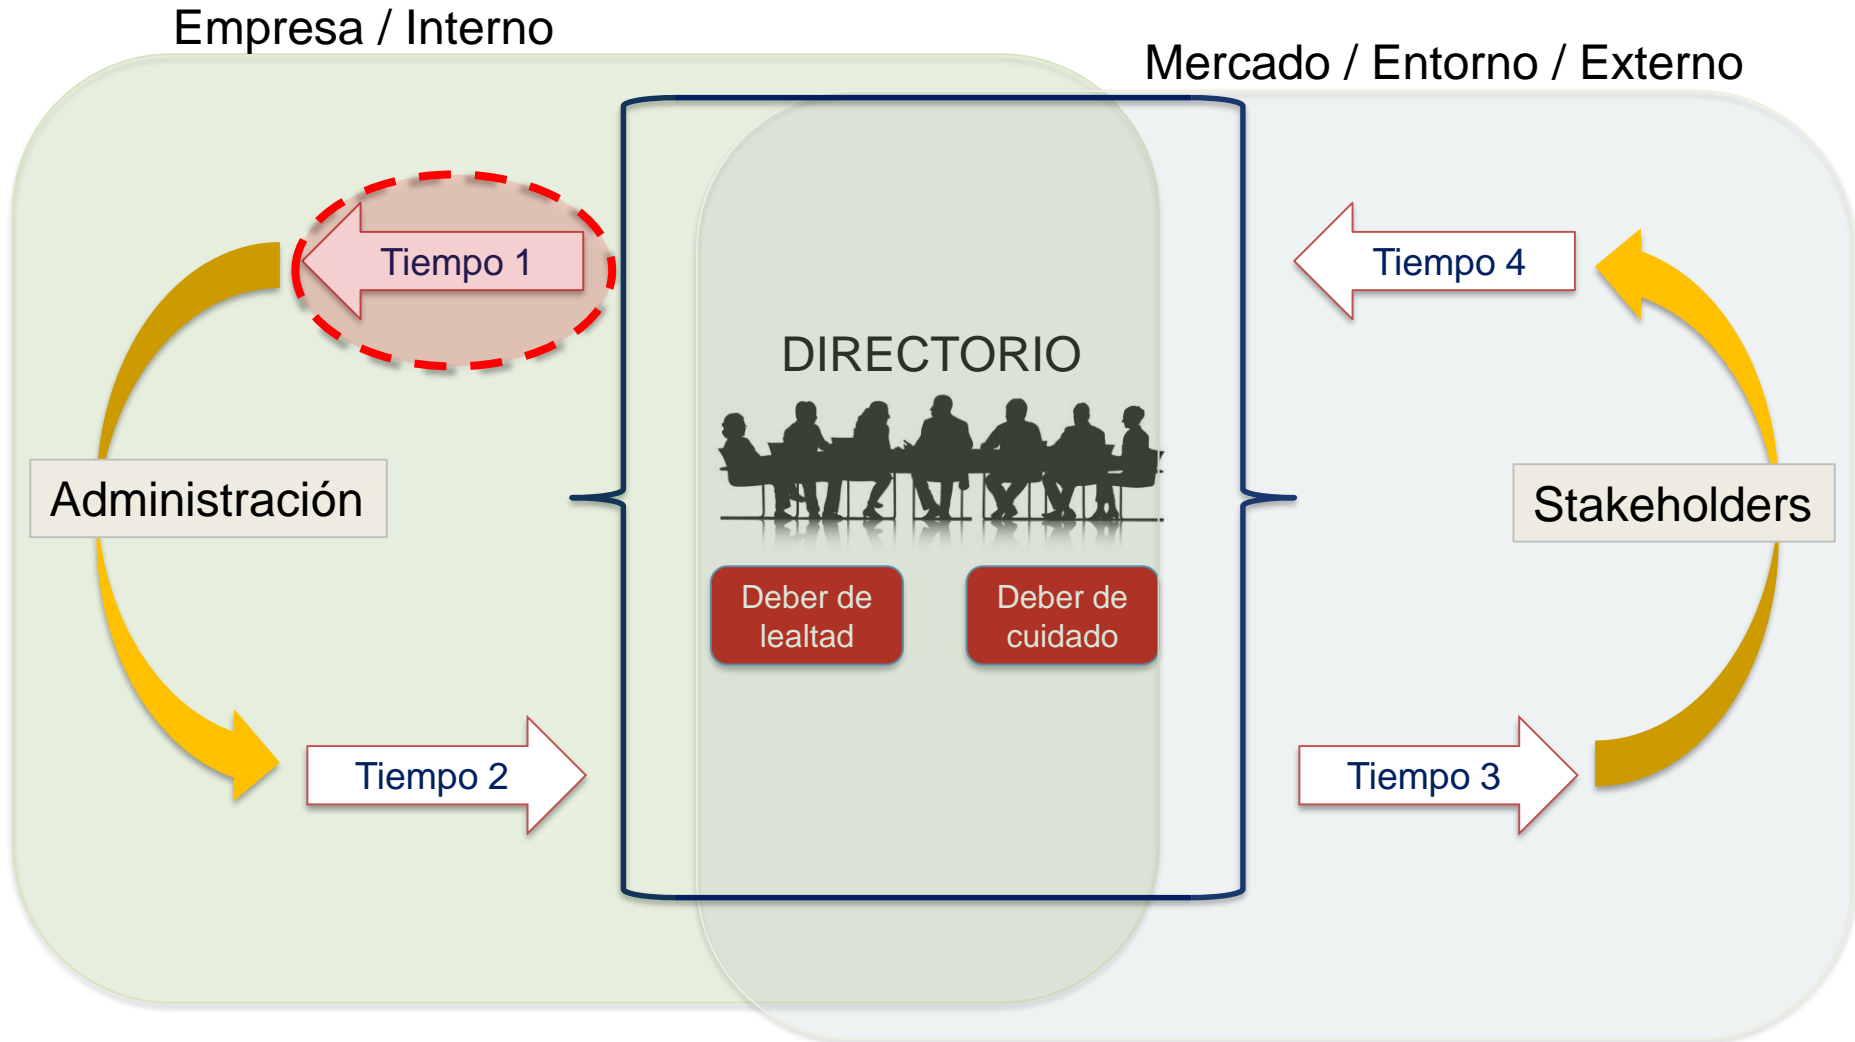 Empresa / Interno
Mercado / Entorno / Externo
Tiempo 1
Tiempo 4
DIRECTORIO
Administración
Stakeholders
Deber de
lealtad
Deber de
cuidado
Tiempo 2
Tiempo 3